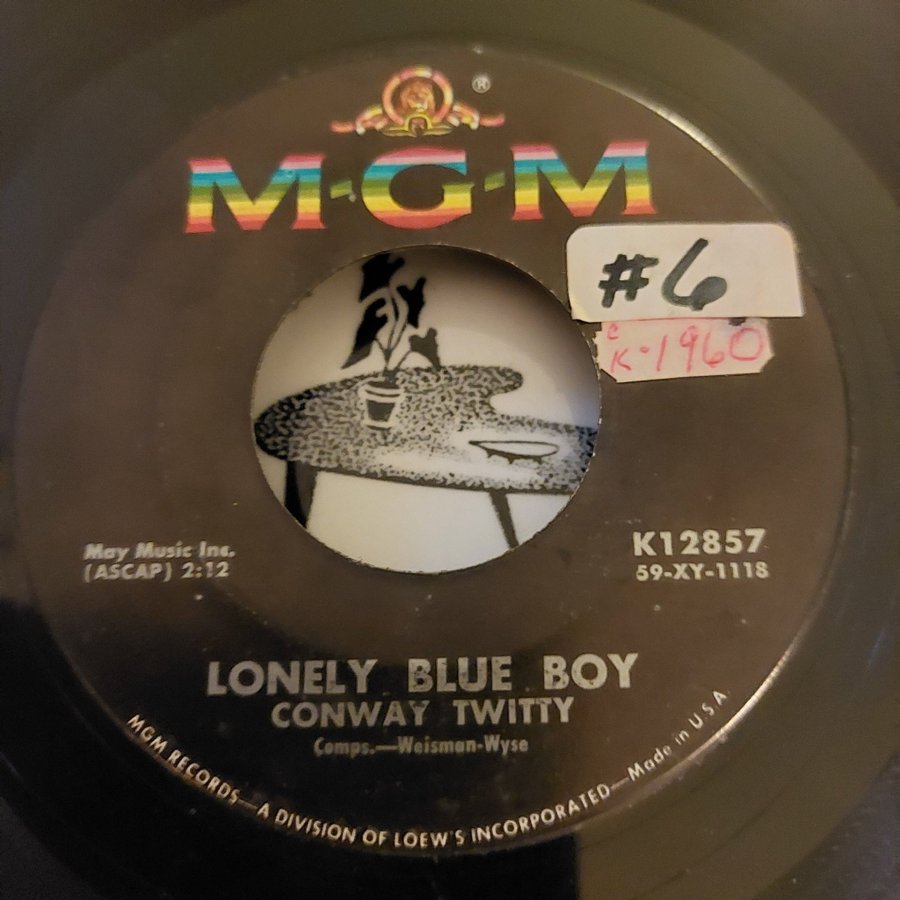 ®
M-G-M
#6
c
K-1960
May Music Inc.
(ASCAP) 2:12
K12857
59-XY-1118
LONELY BLUE BOY
CONWAY TWITTY
Comps.—Weisman-Wyse
MGM RECORDS—A DIVISION OF LOEW'S INCORPORATED—Made in U.S.A.